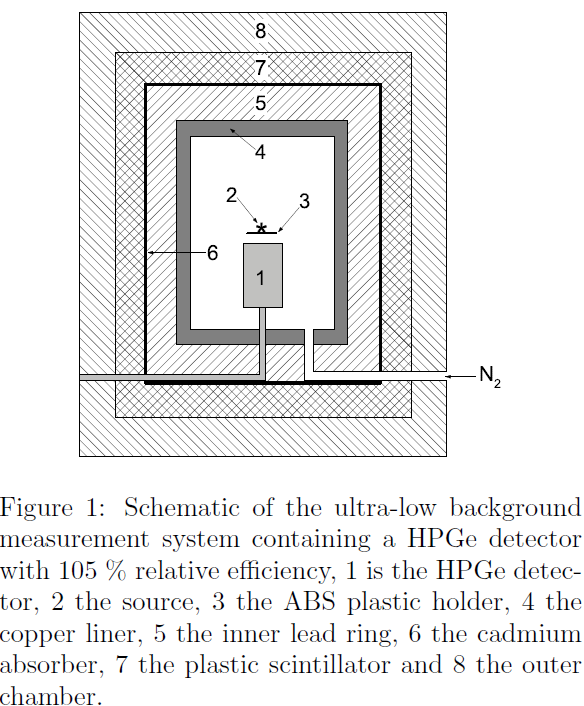 8
7
5
4
2
3
6
1
N2
Figure 1: Schematic of the ultra-low background
measurement system containing a HPGe detector
with 105 % relative efficiency, 1 is the HPGe detec-
tor, 2 the source, 3 the ABS plastic holder, 4 the
copper liner, 5 the inner lead ring, 6 the cadmium
absorber, 7 the plastic scintillator and 8 the outer
chamber.